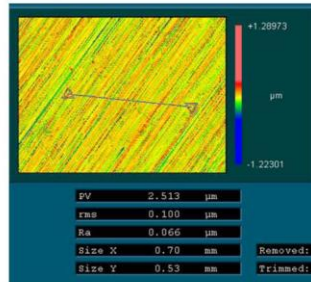 +1.28973
µm
-1.22301
PV 2.513 µm
rms 0.100 µm
Ra 0.066 µm
Size X 0.70 mm Removed:
Size Y 0.53 mm Trimmed: